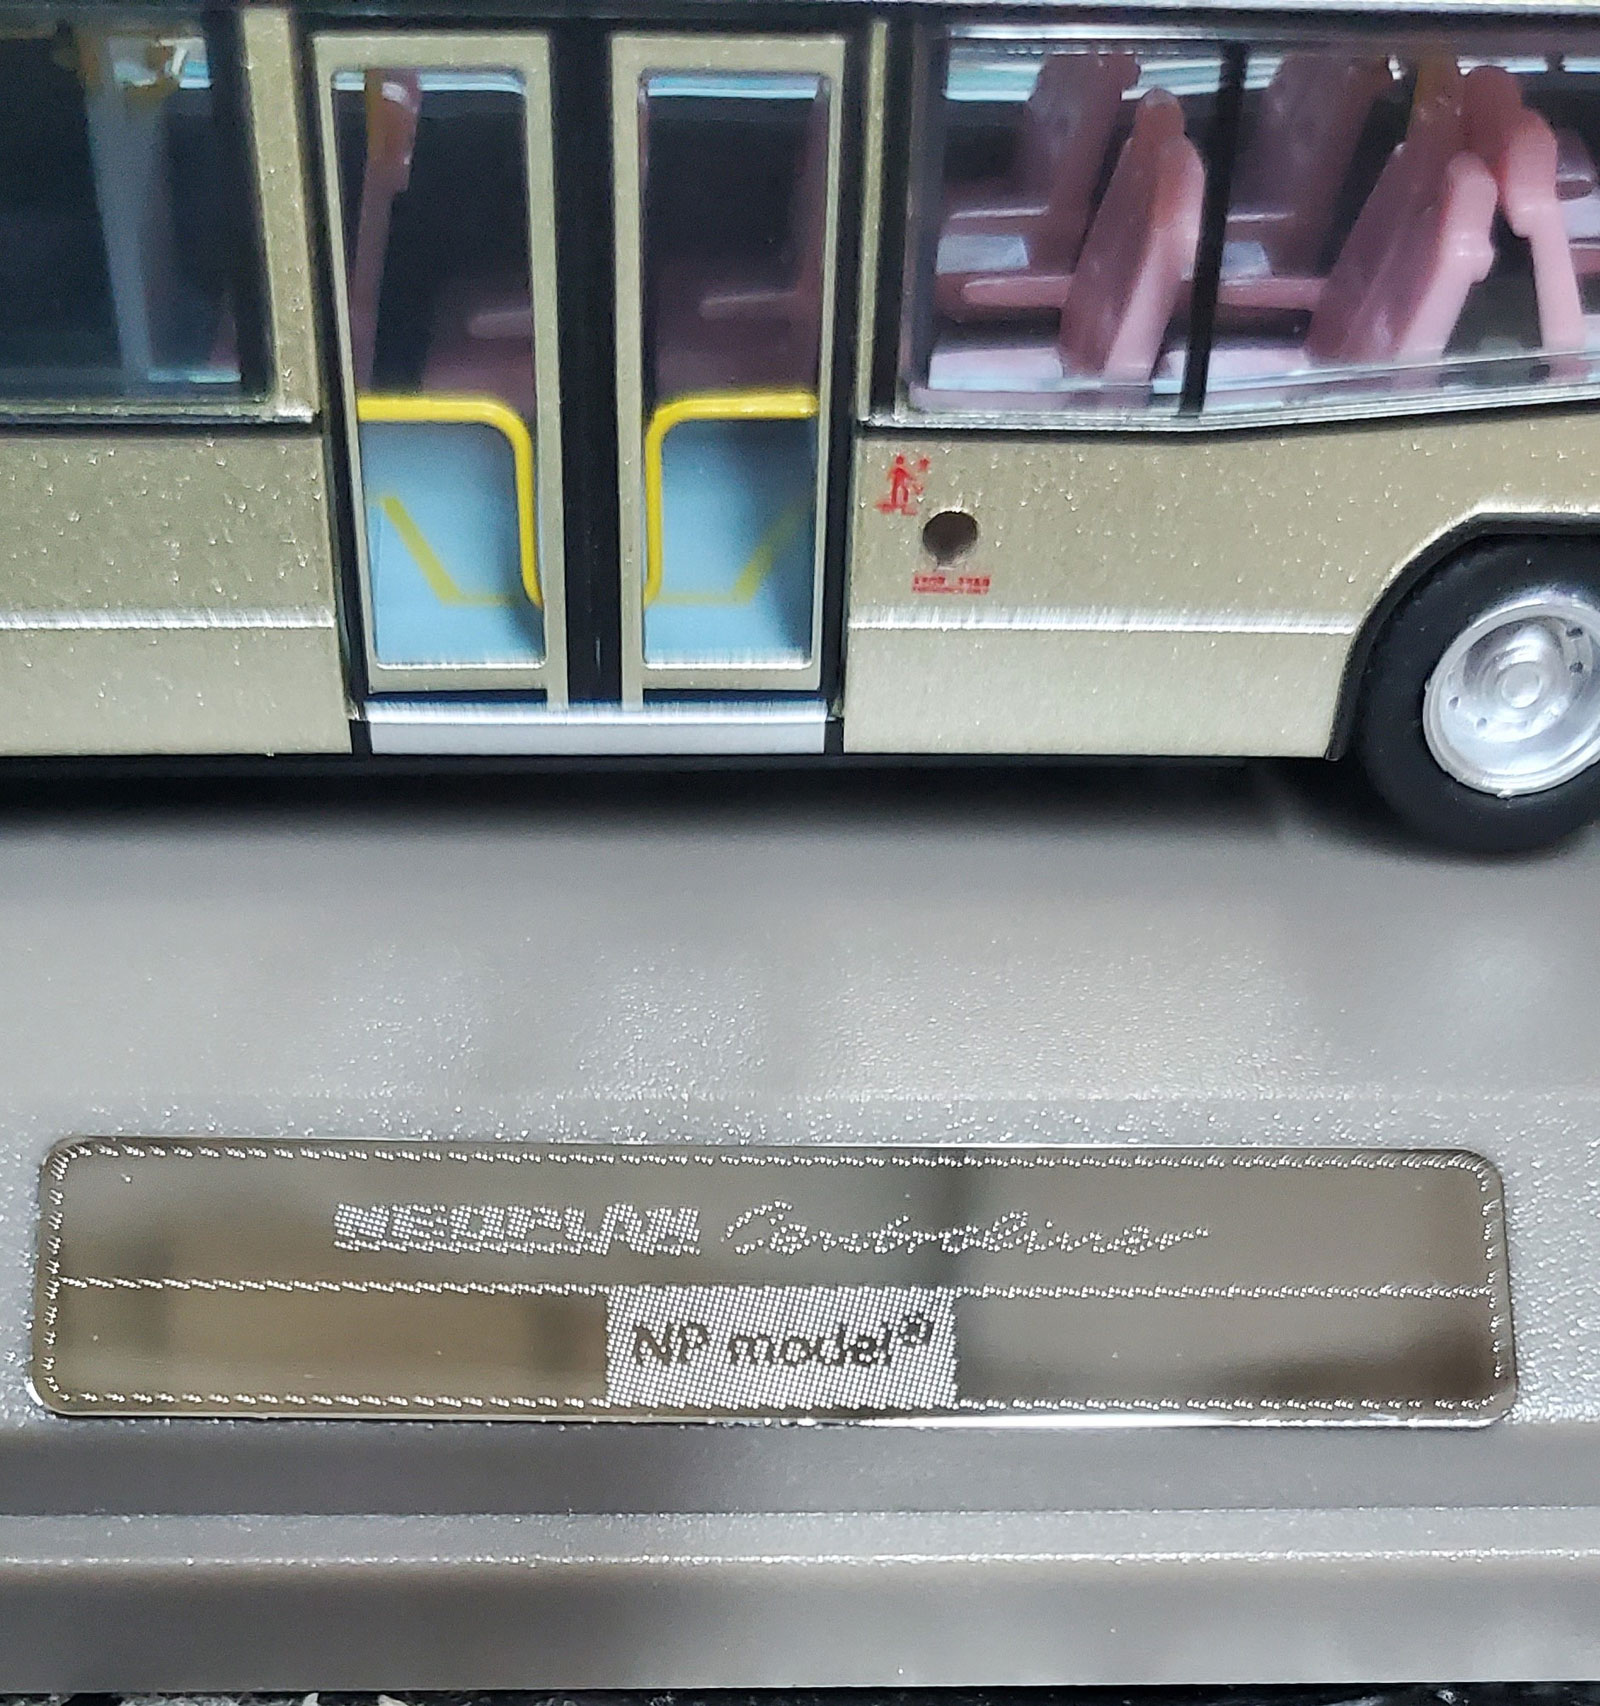 NEOPLAN Centroliner
NP model®